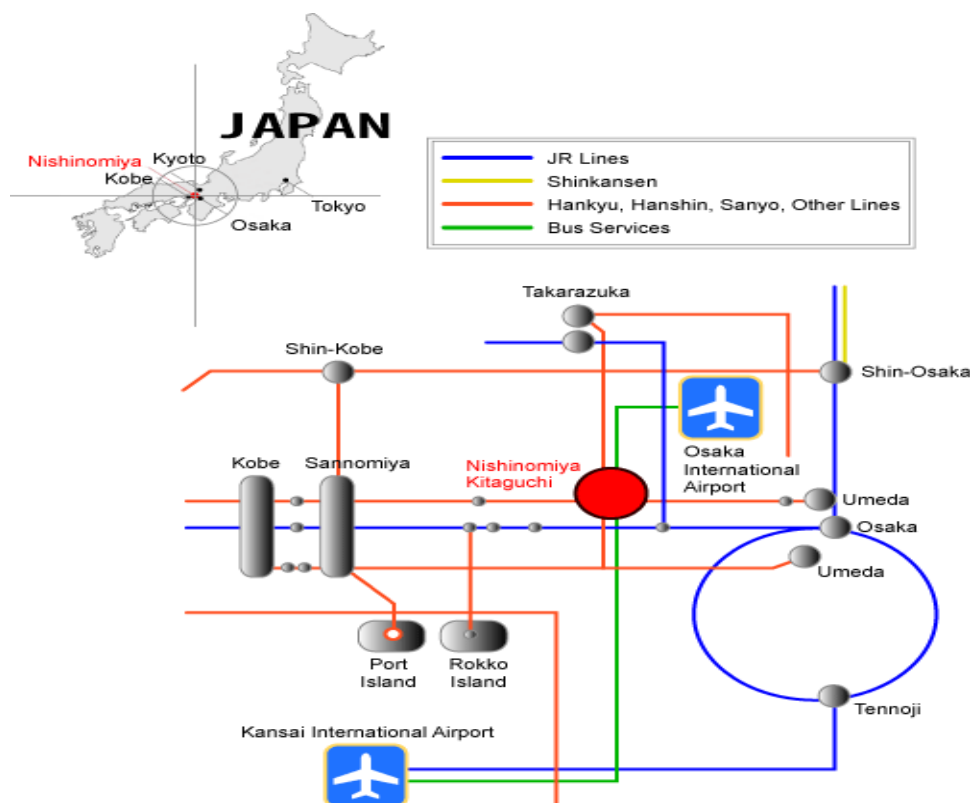 JAPAN
Nishinomiya
Kyoto
Kobe
Tokyo
Osaka
JR Lines
Shinkansen
Hankyu, Hanshin, Sanyo, Other Lines
Bus Services
Takarazuka
Shin-Kobe
Shin-Osaka
Kobe
Sannomiya
Nishinomiya
Kitaguchi
Osaka
International
Airport
Umeda
Osaka
Umeda
Port
Island
Rokko
Island
Tennoji
Kansai International Airport